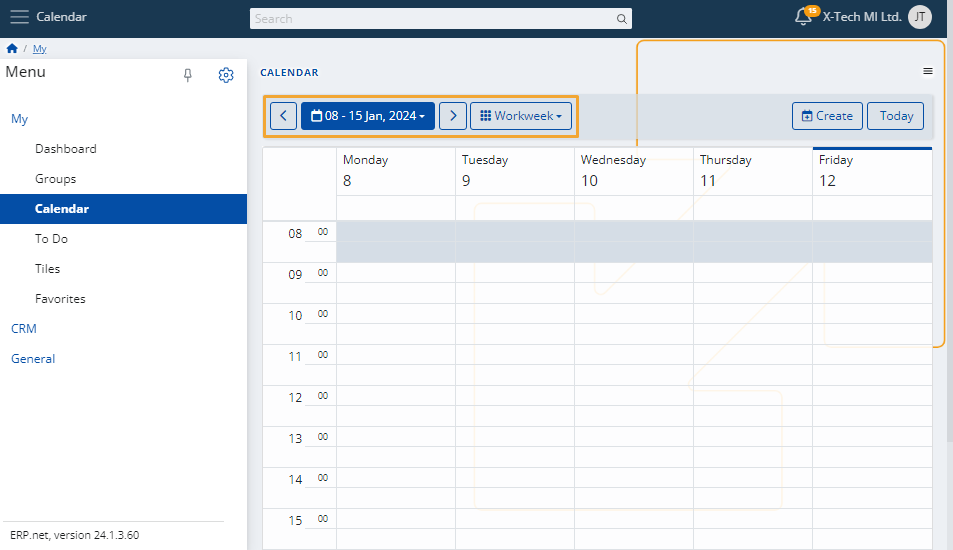 Calendar
Search
15
X-Tech MI Ltd.
JT
/ My
Menu
My
Dashboard
Groups
Calendar
To Do
Tiles
Favorites
CRM
General
ERP.net, version 24.1.3.60
CALENDAR
08 - 15 Jan, 2024
Workweek
Create
Today
Monday Tuesday Wednesday Thursday Friday
8 9 10 11 12
08 00
09 00
10 00
11 00
12 00
13 00
14 00
15 00